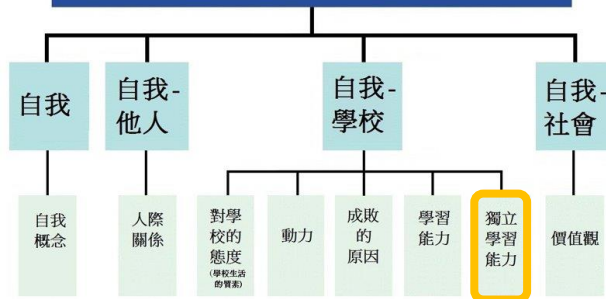 自我
自我-
他人
自我-
學校
自我-
社會
自我
概念
人際
關係
對學
校的
態度
(學校生活
的質素)
動力
成敗
的
原因
學習
能力
獨立
學習
能力
價值觀